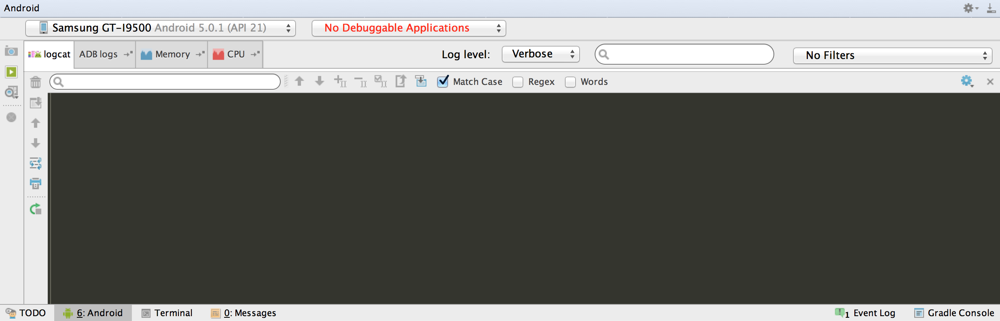 Android
Samsung GT-I9500 Android 5.0.1 (API 21) No Debuggable Applications
logcat ADB logs Memory CPU Log level: Verbose No Filters
Match Case Regex Words
TODO 6: Android Terminal 0: Messages 1 Event Log Gradle Console